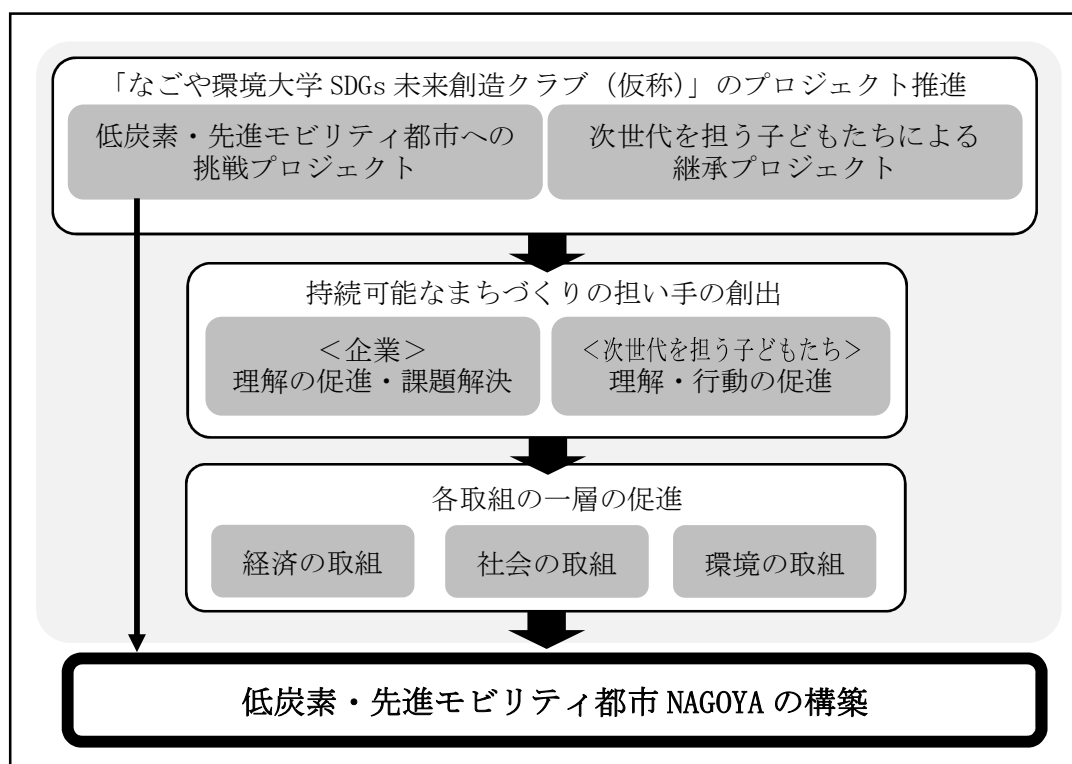 「なごや環境大学 SDGs 未来創造クラブ（仮称）」のプロジェクト推進
低炭素・先進モビリティ都市への
挑戦プロジェクト
次世代を担う子どもたちによる
継承プロジェクト
持続可能なまちづくりの担い手の創出
＜企業＞
理解の促進・課題解決
＜次世代を担う子どもたち＞
理解・行動の促進
各取組の一層の促進
経済の取組
社会の取組
環境の取組
低炭素・先進モビリティ都市 NAGOYA の構築